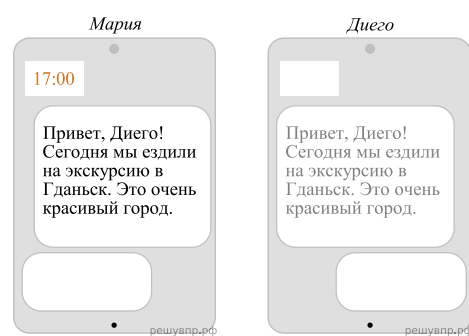 Мария
17:00
Привет, Диего!
Сегодня мы ездили
на экскурсию в
Гданьск. Это очень
красивый город.
решувпр.рф
Диего
Привет, Диего!
Сегодня мы ездили
на экскурсию в
Гданьск. Это очень
красивый город.
решувпр.рф